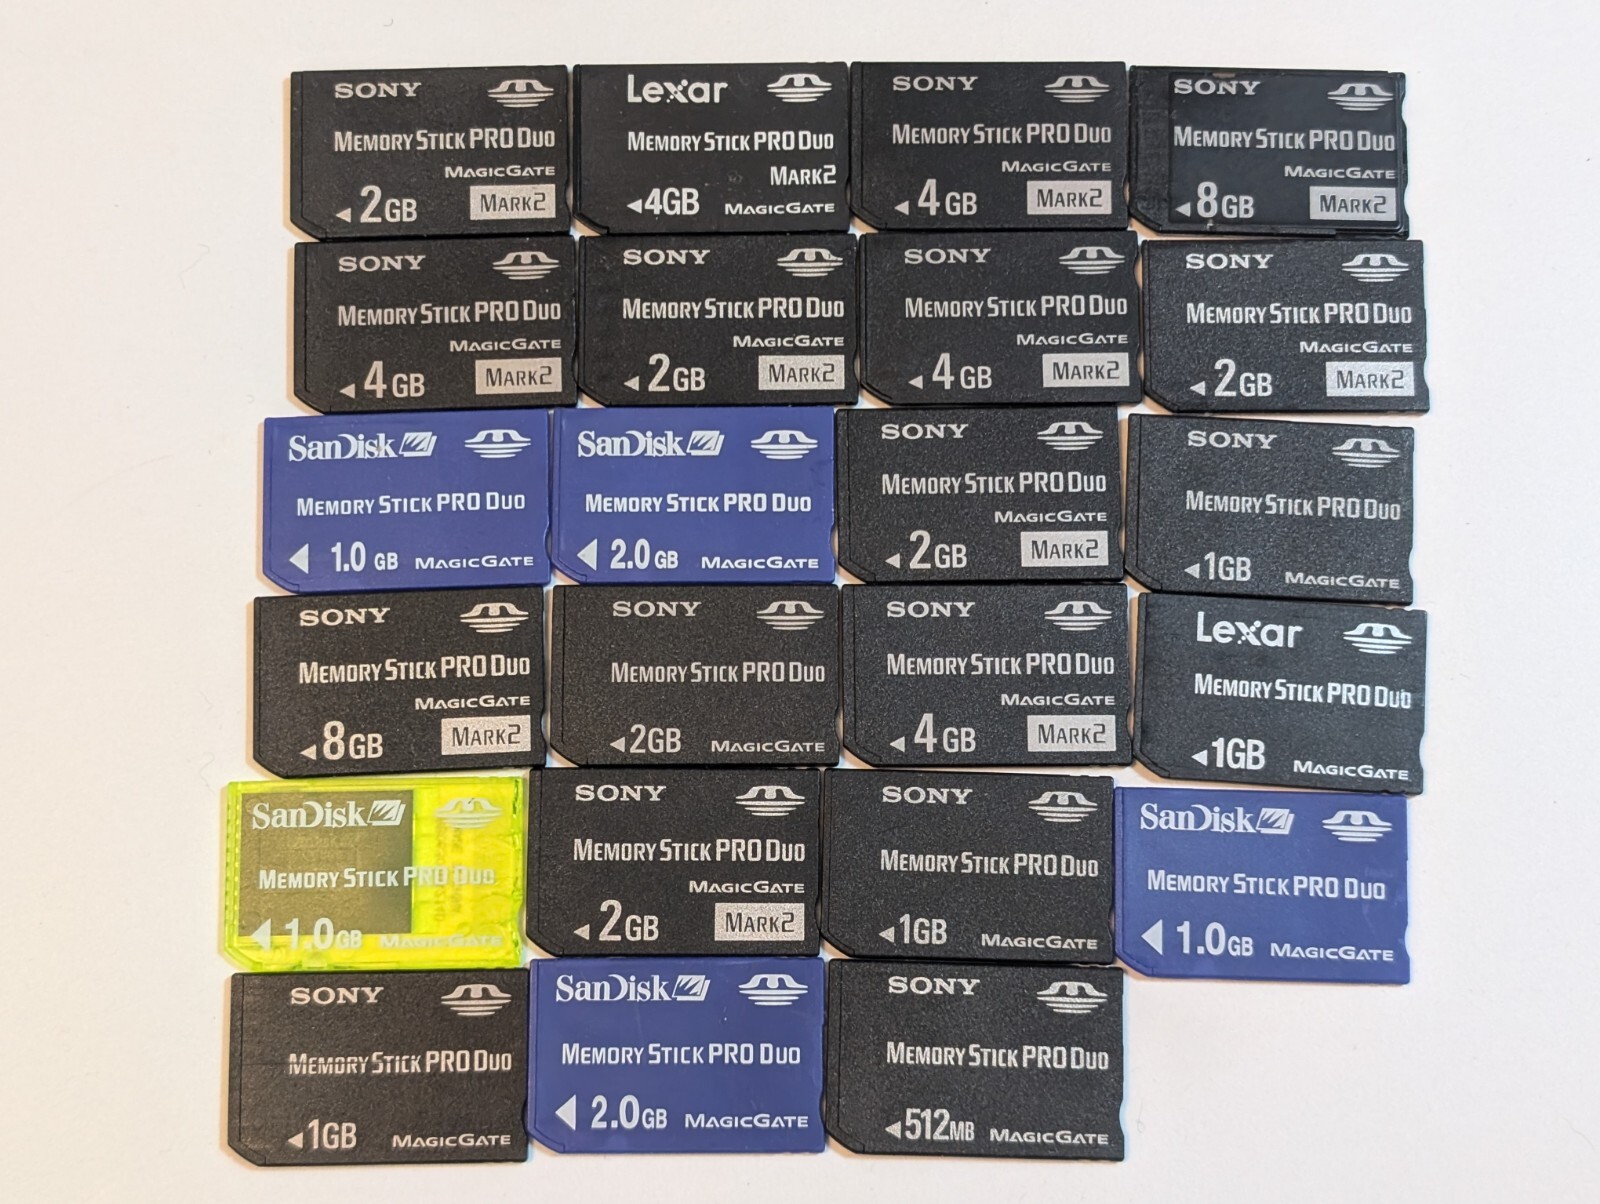 SONY
MEMORY STICK PRO DUO
MAGICGATE
2GB MARK2
Lexar
MEMORY STICK PRO DUO
MARK2
4GB MAGICGATE
SONY
MEMORY STICK PRO DUO
MAGICGATE
4GB MARK2
SONY
MEMORY STICK PRO DUO
MAGICGATE
8GB MARK2
SONY
MEMORY STICK PRO DUO
MAGICGATE
4GB MARK2
SONY
MEMORY STICK PRO DUO
MAGICGATE
2GB MARK2
SONY
MEMORY STICK PRO DUO
MAGICGATE
4GB MARK2
SONY
MEMORY STICK PRO DUO
MAGICGATE
2GB MARK2
SanDisk
MEMORY STICK PRO DUO
1.0 GB MAGICGATE
SanDisk
MEMORY STICK PRO DUO
2.0 GB MAGICGATE
SONY
MEMORY STICK PRO DUO
MAGICGATE
2GB MARK2
SONY
MEMORY STICK PRO DUO
1GB MAGICGATE
SONY
MEMORY STICK PRO DUO
MAGICGATE
8GB MARK2
SONY
MEMORY STICK PRO DUO
2GB MAGICGATE
SONY
MEMORY STICK PRO DUO
MAGICGATE
4GB MARK2
Lexar
MEMORY STICK PRO DUO
1GB MAGICGATE
SanDisk
MEMORY STICK PRO DUO
1.0GB MAGICGATE
SONY
MEMORY STICK PRO DUO
MAGICGATE
2GB MARK2
SONY
MEMORY STICK PRO DUO
1GB MAGICGATE
SanDisk
MEMORY STICK PRO DUO
1.0GB MAGICGATE
SONY
MEMORY STICK PRO DUO
1GB MAGICGATE
SanDisk
MEMORY STICK PRO DUO
2.0GB MAGICGATE
SONY
MEMORY STICK PRO DUO
512MB MAGICGATE